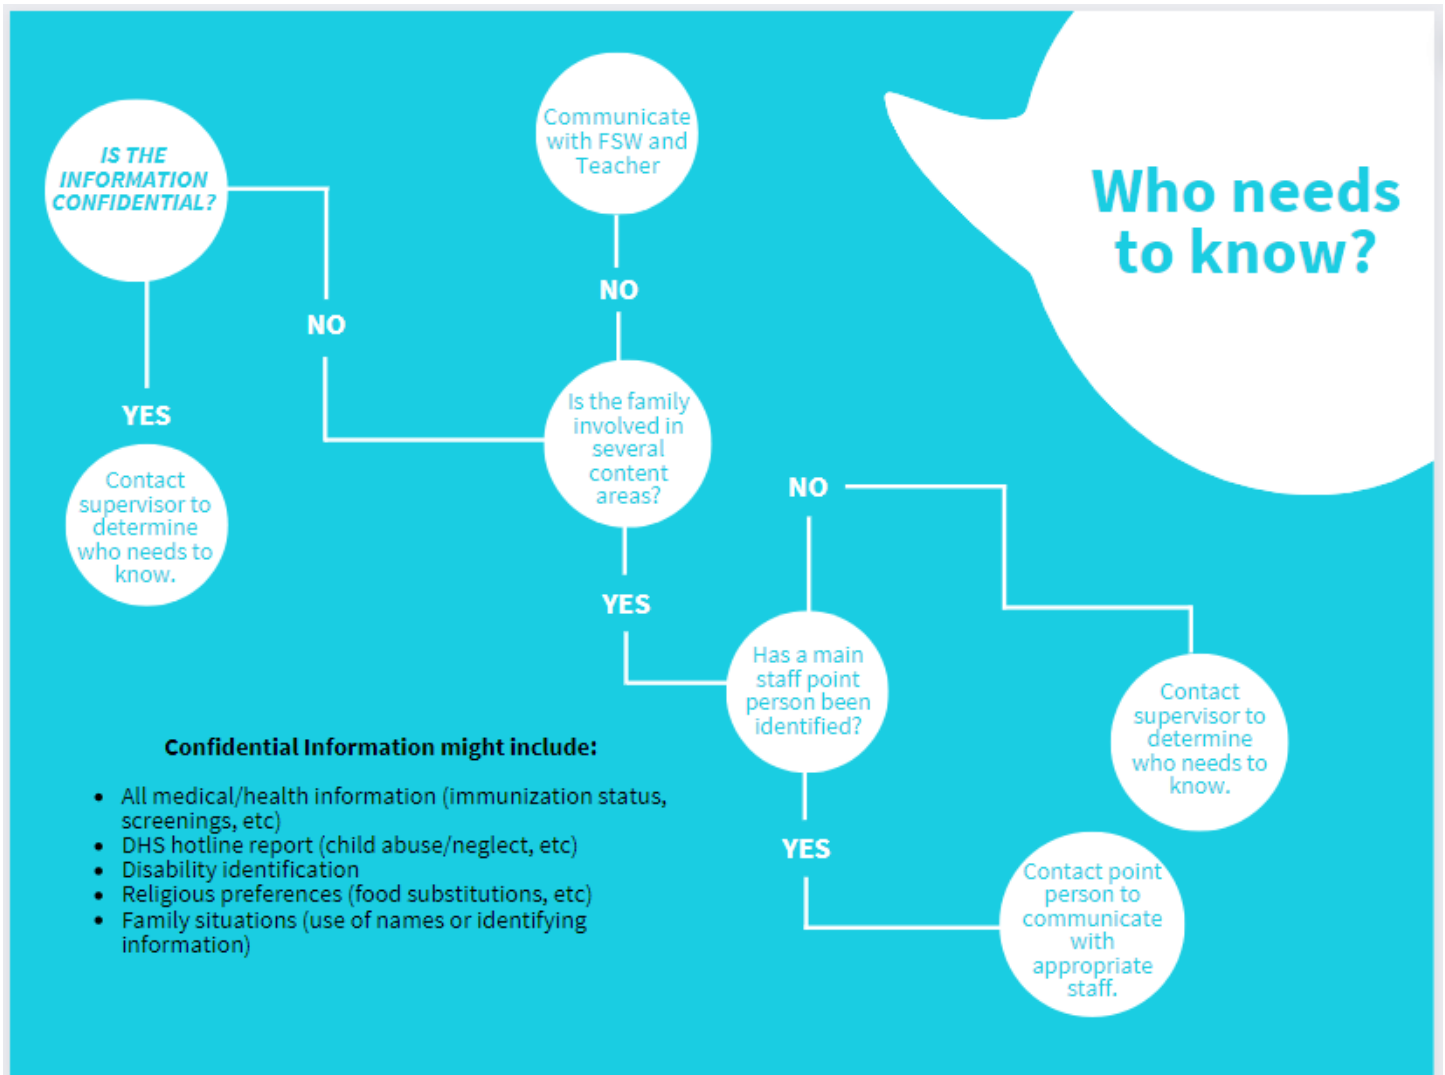 Who needs
to know?
IS THE
INFORMATION
CONFIDENTIAL?
NO
YES
Contact
supervisor to
determine
who needs to
know.
Communicate
with FSW and
Teacher
NO
Is the family
involved in
several
content
areas?
YES
Has a main
staff point
person been
identified?
NO
Contact
supervisor to
determine
who needs to
know.
YES
Contact point
person to
communicate
with
appropriate
staff.
Confidential Information might include:
• All medical/health information (immunization status,
screenings, etc)
• DHS hotline report (child abuse/neglect, etc)
• Disability identification
• Religious preferences (food substitutions, etc)
• Family situations (use of names or identifying
information)